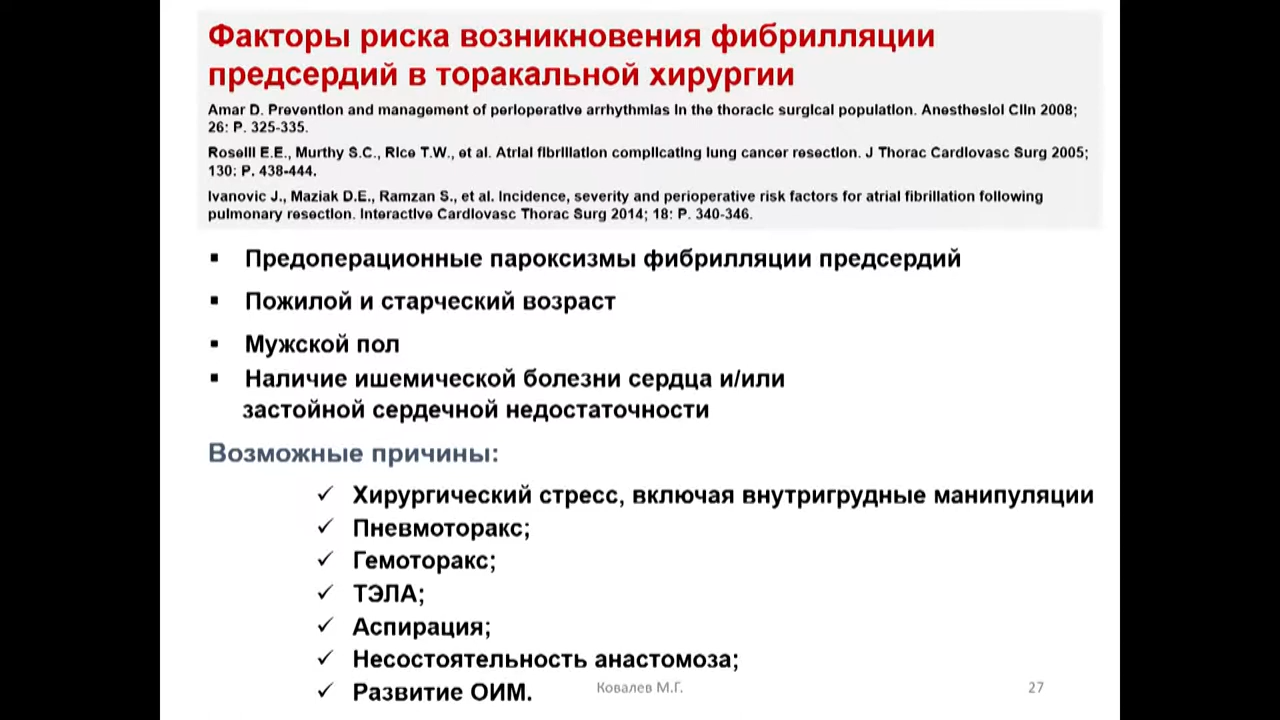 Факторы риска возникновения фибрилляции
предсердий в торакальной хирургии
Amar D. Prevention and management of perioperative arrhythmias in the thoracic surgical population. Anesthesiol Clin 2008;
26: P. 325-335.
Roselli E.E., Murthy S.C., Rice T.W., et al. Atrial fibrillation complicating lung cancer resection. J Thorac Cardiovasc Surg 2005;
130: P. 438-444.
Ivanovic J., Maziak D.E., Ramzan S., et al. Incidence, severity and perioperative risk factors for atrial fibrillation following
pulmonary resection. Interactive Cardiovasc Thorac Surg 2014; 18: P. 340-346.
▪ Предоперационные пароксизмы фибрилляции предсердий
▪ Пожилой и старческий возраст
▪ Мужской пол
▪ Наличие ишемической болезни сердца и/или
застойной сердечной недостаточности
Возможные причины:
✓ Хирургический стресс, включая внутригрудные манипуляции
✓ Пневмоторакс;
✓ Гемоторакс;
✓ ТЭЛА;
✓ Аспирация;
✓ Несостоятельность анастомоза;
✓ Развитие ОИМ.
Ковалев М.Г.
27